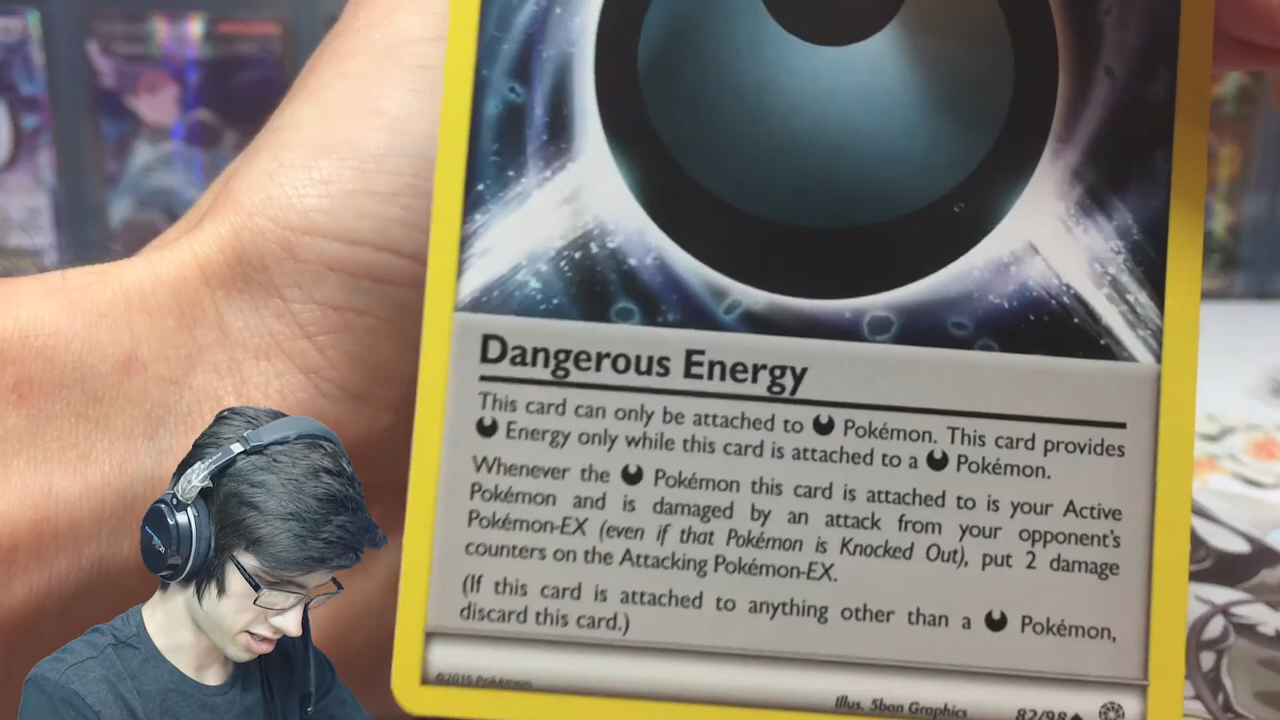 Dangerous Energy
This card can only be attached to Pokémon. This card provides
Energy only while this card is attached to a Pokémon.
Whenever the Pokémon this card is attached to is your Active
Pokémon and is damaged by an attack from your opponent's
Pokémon-EX (even if that Pokémon is Knocked Out), put 2 damage
counters on the Attacking Pokémon-EX.
(If this card is attached to anything other than a Pokémon,
discard this card.)
©2015 Pokémon
Illus. 5ban Graphics 82/98